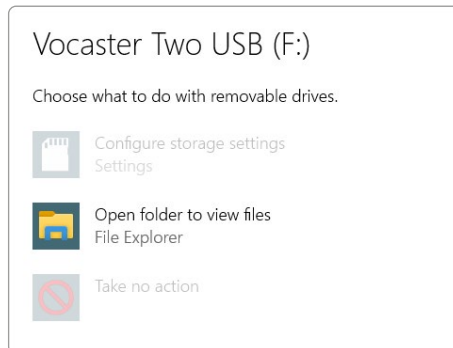 Vocaster Two USB (F:)
Choose what to do with removable drives.
Configure storage settings
Settings
Open folder to view files
File Explorer
Take no action